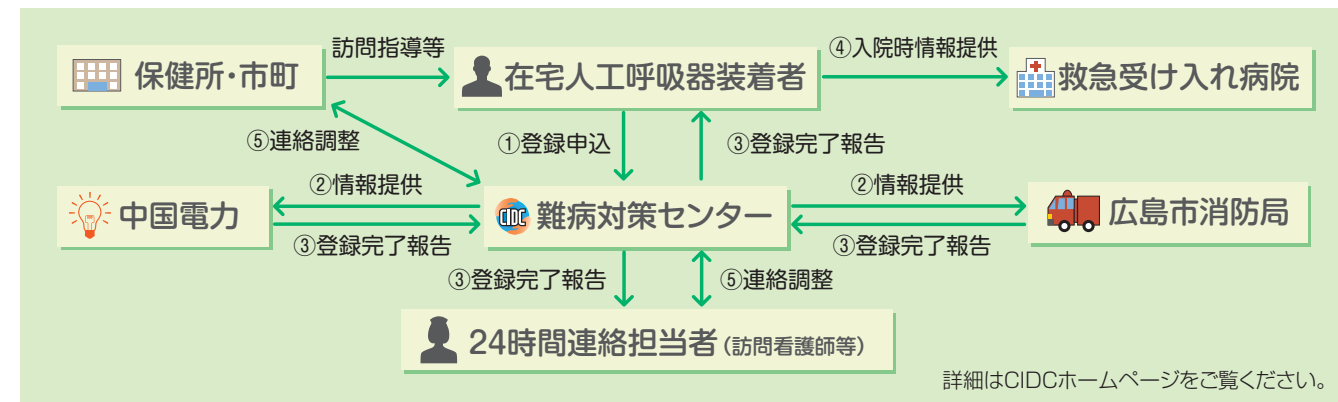 保健所・市町
訪問指導等
在宅人工呼吸器装着者
④入院時情報提供
救急受け入れ病院
⑤連絡調整
①登録申込
③登録完了報告
中国電力
②情報提供
③登録完了報告
CIDC 難病対策センター
②情報提供
③登録完了報告
広島市消防局
③登録完了報告
⑤連絡調整
24時間連絡担当者(訪問看護師等)
詳細はCIDCホームページをご覧ください。